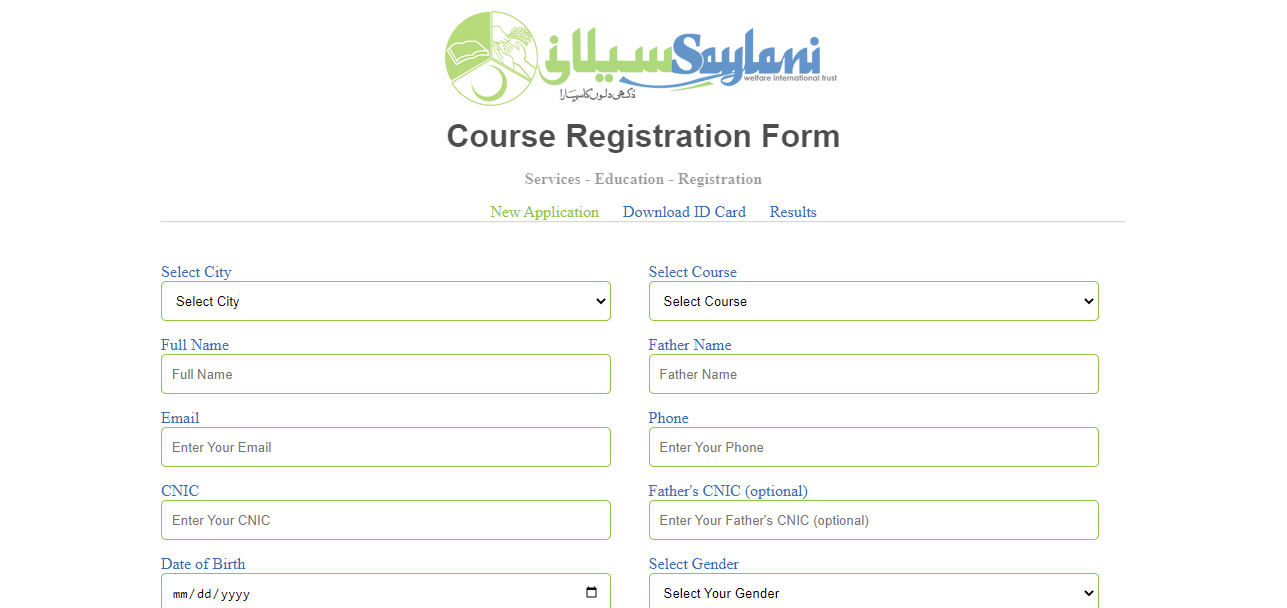 سیلانی Saylani
welfare international trust
دُکھی دلوں کا سہارا
Course Registration Form
Services - Education - Registration
New Application Download ID Card Results
Select City Select Course
Select City Select Course
Full Name Father Name
Full Name Father Name
Email Phone
Enter Your Email Enter Your Phone
CNIC Father's CNIC (optional)
Enter Your CNIC Enter Your Father's CNIC (optional)
Date of Birth Select Gender
mm/dd/yyyy Select Your Gender